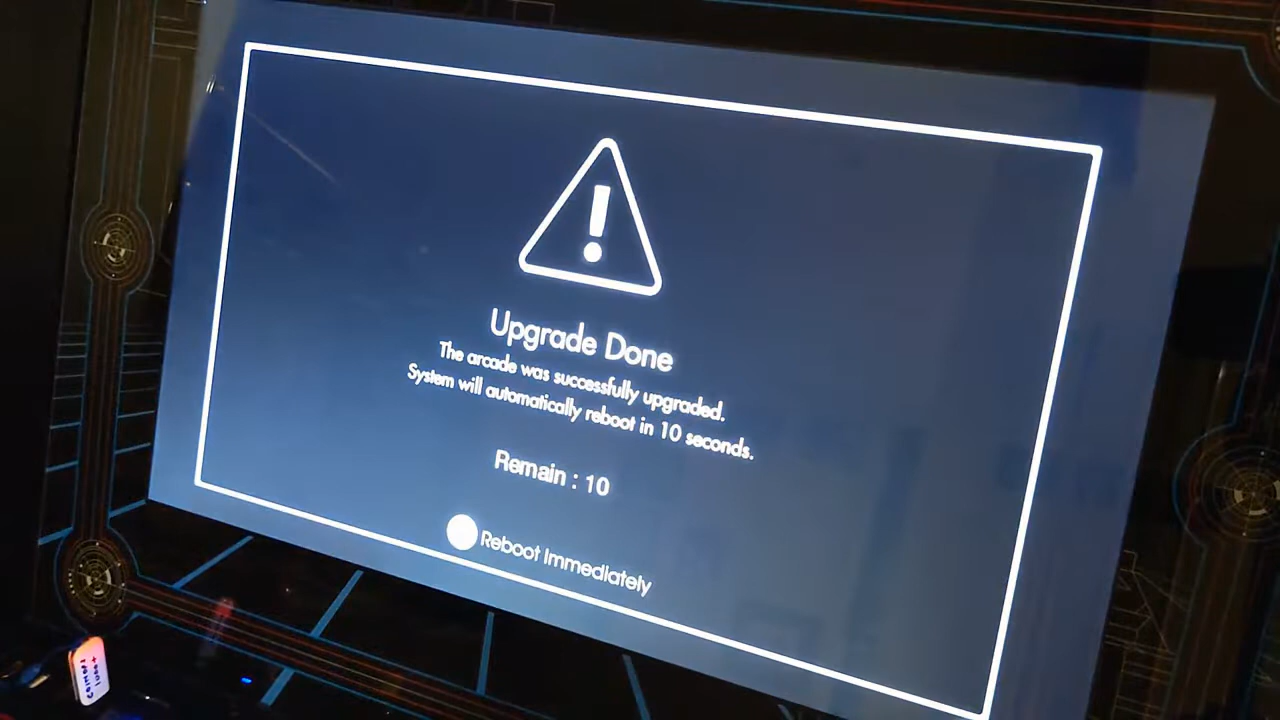 Upgrade Done
The arcade was successfully upgraded.
System will automatically reboot in 10 seconds.
Remain : 10
Reboot Immediately